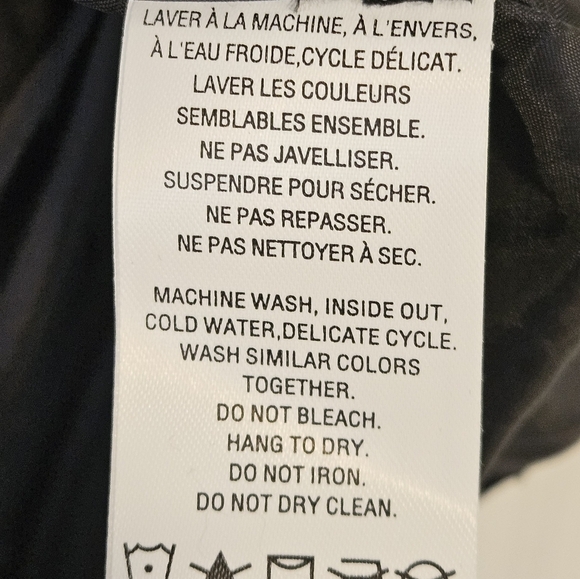 LAVER À LA MACHINE, À L'ENVERS,
À L'EAU FROIDE,CYCLE DÉLICAT.
LAVER LES COULEURS
SEMBLABLES ENSEMBLE.
NE PAS JAVELLISER.
SUSPENDRE POUR SÉCHER.
NE PAS REPASSER.
NE PAS NETTOYER À SEC.
MACHINE WASH, INSIDE OUT,
COLD WATER,DELICATE CYCLE.
WASH SIMILAR COLORS
TOGETHER.
DO NOT BLEACH.
HANG TO DRY.
DO NOT IRON.
DO NOT DRY CLEAN.